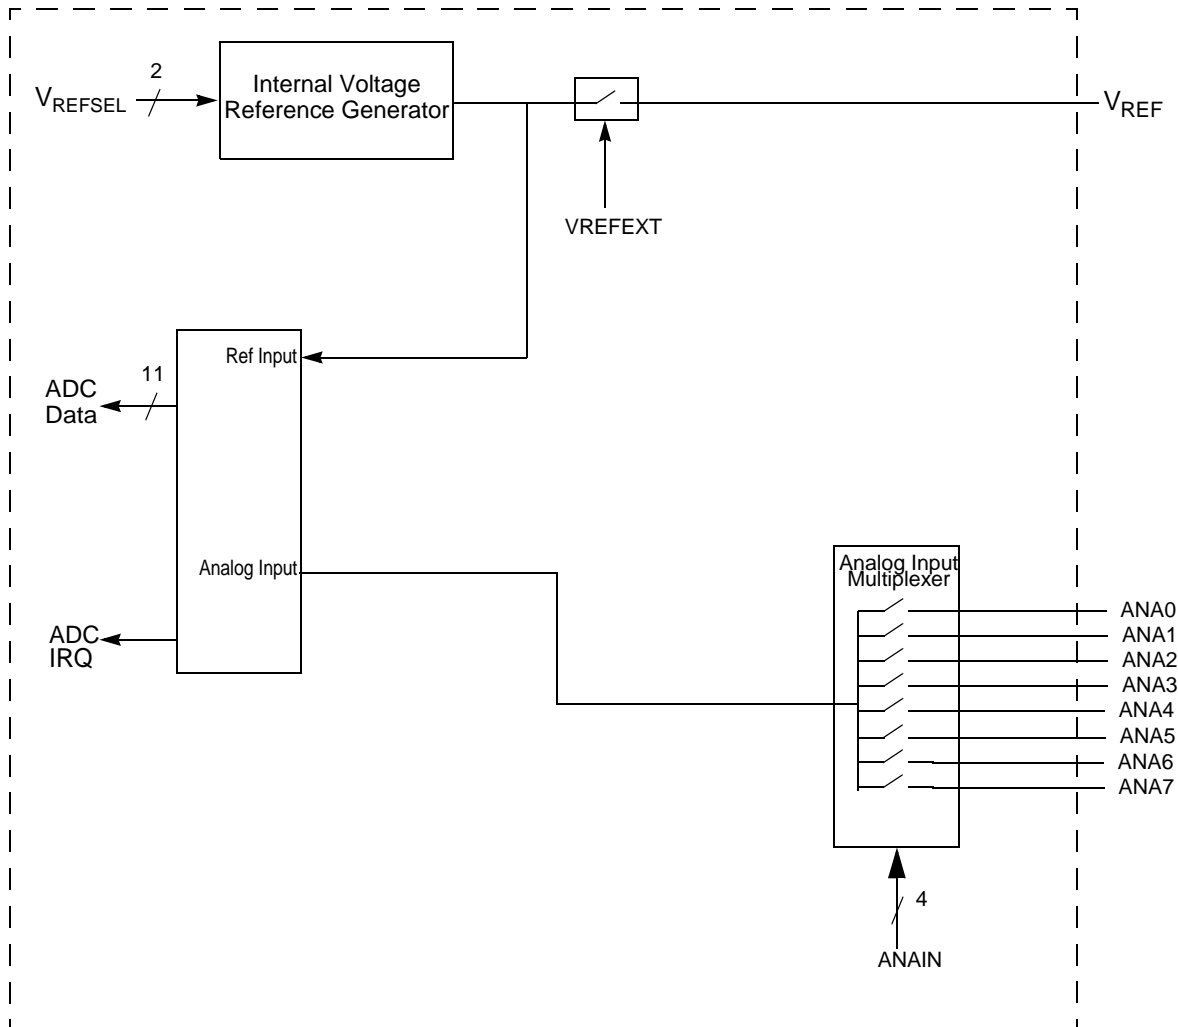 2
VREFSEL
Internal Voltage
Reference Generator
VREF
VREFEXT
Ref Input
11
ADC
Data
Analog Input
ADC
IRQ
Analog Input
Multiplexer
ANA0
ANA1
ANA2
ANA3
ANA4
ANA5
ANA6
ANA7
4
ANAIN